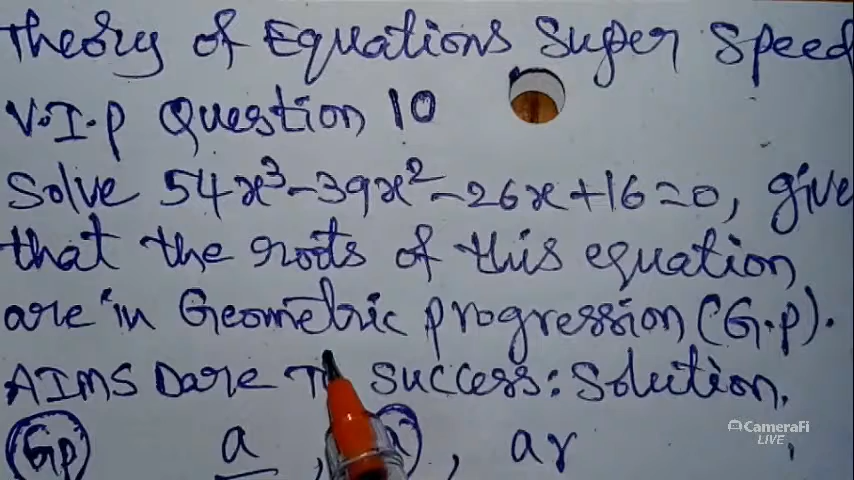 Theory of Equations Super Speed
V.I.P Question 10
Solve 54x³-39x²-26x+16=0, give
that the roots of this equation
are in Geometric progression (G.P).
AIMS Dare To Success: Solution.
CameraFi
LIVE
GP a , a , ar ,